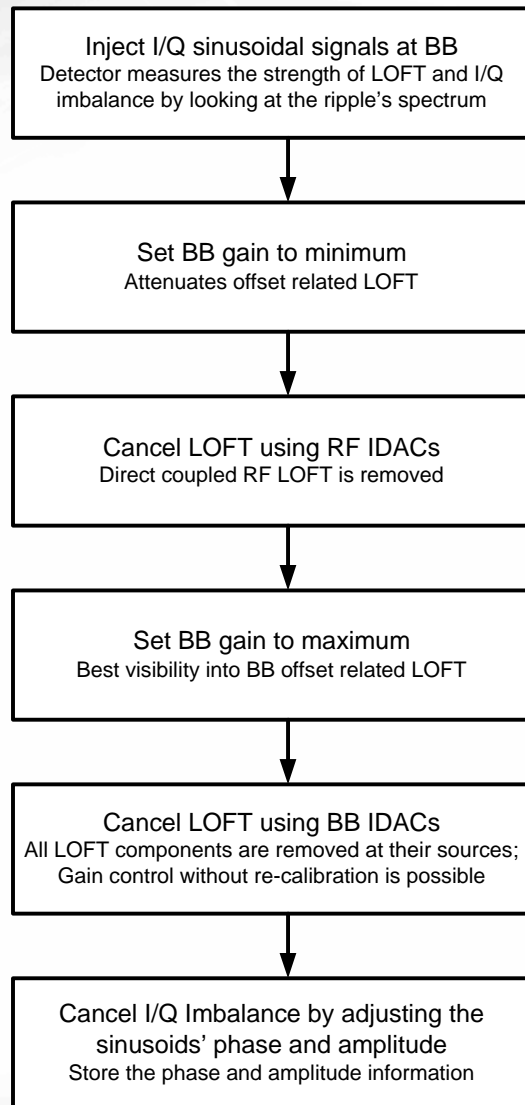 Inject I/Q sinusoidal signals at BB
Detector measures the strength of LOFT and I/Q
imbalance by looking at the ripple's spectrum
Set BB gain to minimum
Attenuates offset related LOFT
Cancel LOFT using RF IDACs
Direct coupled RF LOFT is removed
Set BB gain to maximum
Best visibility into BB offset related LOFT
Cancel LOFT using BB IDACs
All LOFT components are removed at their sources;
Gain control without re-calibration is possible
Cancel I/Q Imbalance by adjusting the
sinusoids' phase and amplitude
Store the phase and amplitude information